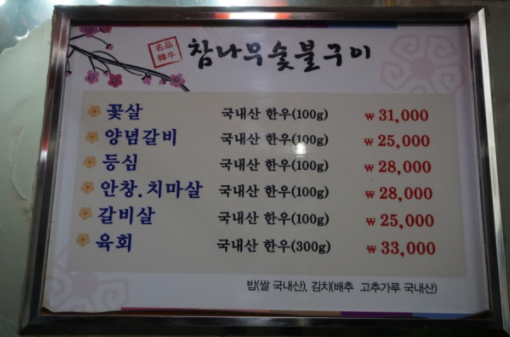 名品
韓牛
참나무숯불구이
꽃살 국내산 한우(100g) ₩ 31,000
양념갈비 국내산 한우(100g) ₩ 25,000
등심 국내산 한우(100g) ₩ 28,000
안창, 치마살 국내산 한우(100g) ₩ 28,000
갈비살 국내산 한우(100g) ₩ 25,000
육회 국내산 한우(300g) ₩ 33,000
밥(쌀 국내산), 김치(배추 고추가루 국내산)